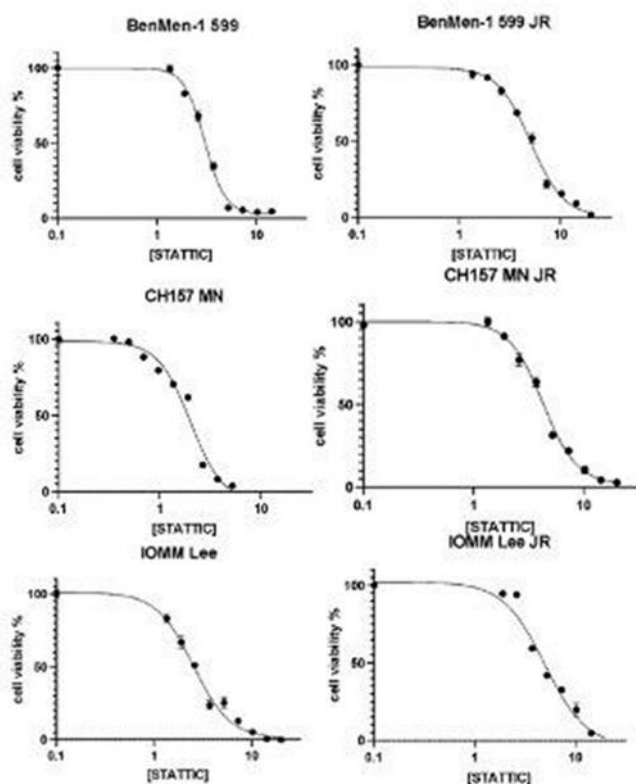 BenMen-1 599
cell viability %
100
50
0
0.1 1 10
[STATTIC]
BenMen-1 599 JR
cell viability %
100
50
0
0.1 1 10
[STATTIC]
CH157 MN
cell viability %
100
50
0
0.1 1 10
[STATTIC]
CH157 MN JR
cell viability %
100
50
0
0.1 1 10
[STATTIC]
IOMM Lee
cell viability %
100
50
0
0.1 1 10
[STATTIC]
IOMM Lee JR
cell viability %
100
50
0
0.1 1 10
[STATTIC]